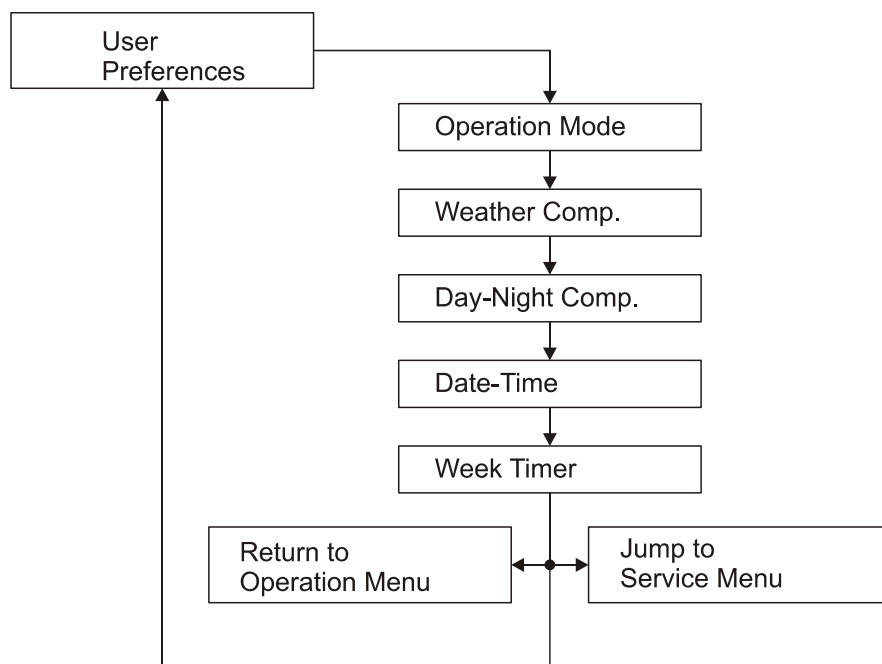 User
Preferences
Operation Mode
Weather Comp.
Day-Night Comp.
Date-Time
Week Timer
Return to
Operation Menu
Jump to
Service Menu